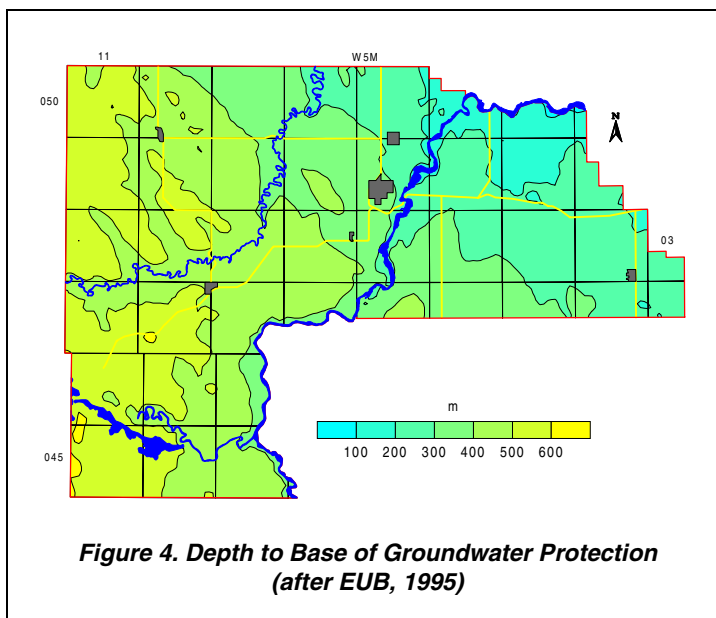 11 W5M
050
N
03
045
m
100 200 300 400 500 600
Figure 4. Depth to Base of Groundwater Protection
(after EUB, 1995)